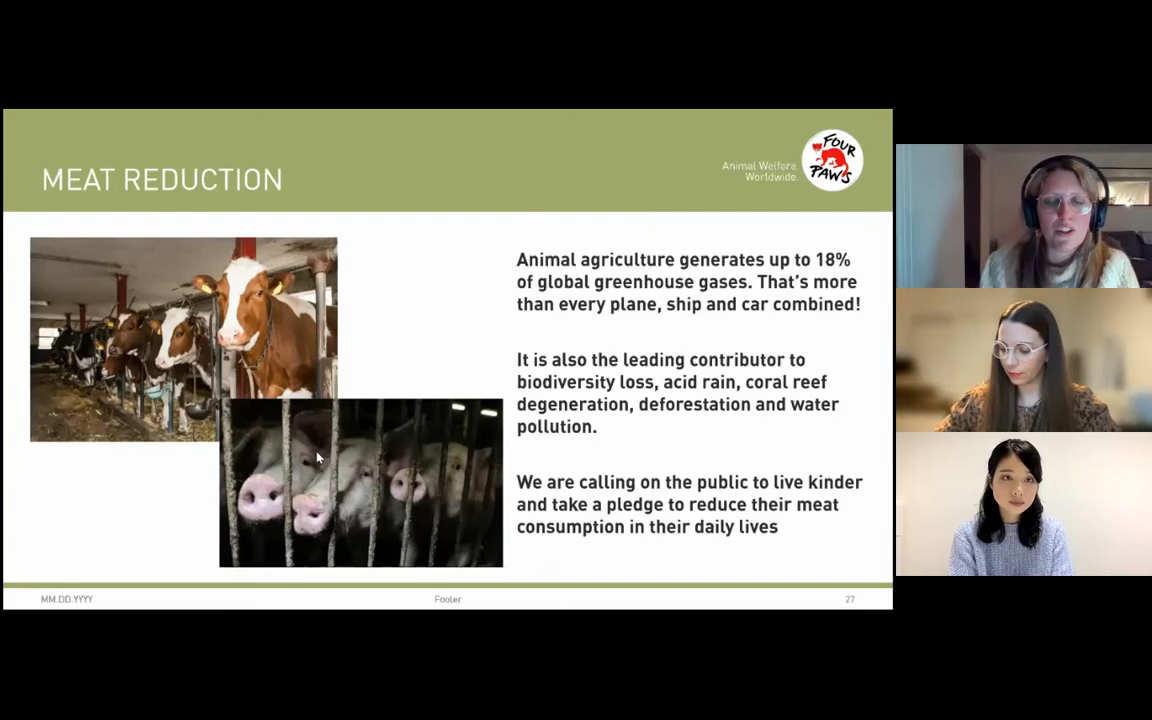 MEAT REDUCTION
Animal Welfare
Worldwide.
FOUR
PAWS
Animal agriculture generates up to 18%
of global greenhouse gases. That's more
than every plane, ship and car combined!
It is also the leading contributor to
biodiversity loss, acid rain, coral reef
degeneration, deforestation and water
pollution.
We are calling on the public to live kinder
and take a pledge to reduce their meat
consumption in their daily lives
MM.DD.YYYY
Footer
27